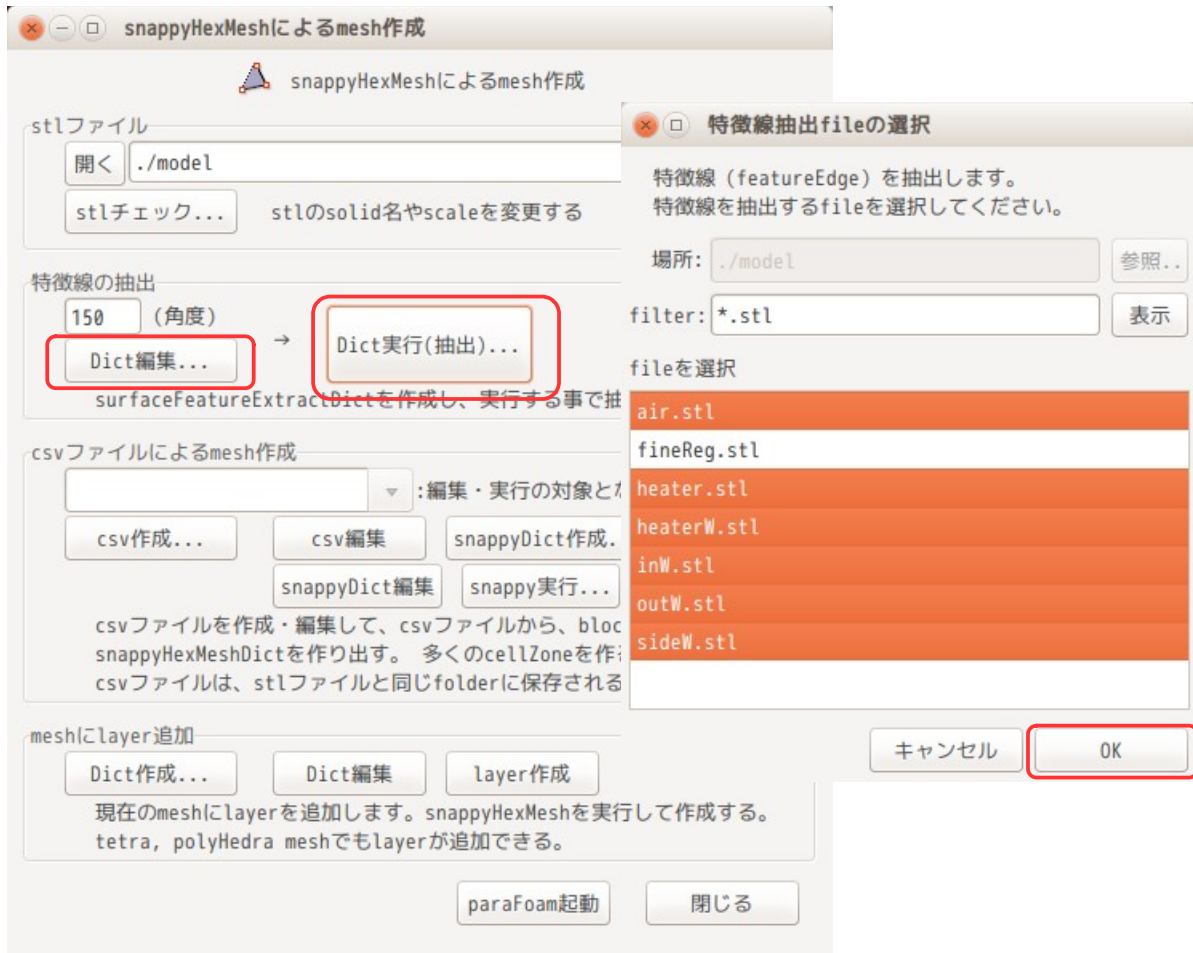 snappyHexMeshによるmesh作成
snappyHexMeshによるmesh作成
stlファイル
開く ./model
stlチェック... stlのsolid名やscaleを変更する
特徴線の抽出
150 (角度)
→
Dict編集...
Dict実行(抽出)...
surfaceFeatureExtractDictを作成し、実行する事で抽
csvファイルによるmesh作成
:編集・実行の対象とな
csv作成... csv編集 snappyDict作成.
snappyDict編集 snappy実行...
csvファイルを作成・編集して、csvファイルから、bloc
snappyHexMeshDictを作り出す。 多くのcellZoneを作
csvファイルは、stlファイルと同じfolderに保存される
meshにlayer追加
Dict作成... Dict編集 layer作成
現在のmeshにlayerを追加します。snappyHexMeshを実行して作成する。
tetra, polyHedra meshでもlayerが追加できる。
paraFoam起動 閉じる
特徴線抽出fileの選択
特徴線（featureEdge）を抽出します。
特徴線を抽出するfileを選択してください。
場所: ./model 参照..
filter: *.stl 表示
fileを選択
air.stl
fineReg.stl
heater.stl
heaterW.stl
inW.stl
outW.stl
sideW.stl
キャンセル OK